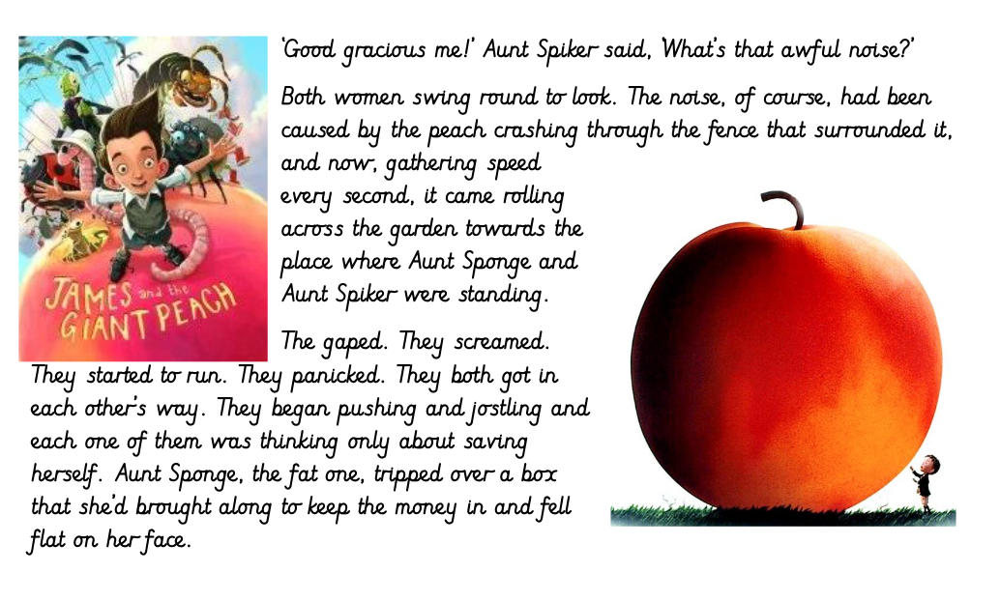 'Good gracious me!' Aunt Spiker said, 'What's that awful noise?'
Both women swing round to look. The noise, of course, had been
caused by the peach crashing through the fence that surrounded it,
and now, gathering speed
every second, it came rolling
across the garden towards the
place where Aunt Sponge and
Aunt Spiker were standing.
The gaped. They screamed.
They started to run. They panicked. They both got in
each other's way. They began pushing and jostling and
each one of them was thinking only about saving
herself. Aunt Sponge, the fat one, tripped over a box
that she'd brought along to keep the money in and fell
flat on her face.
JAMES and the
GIANT PEACH